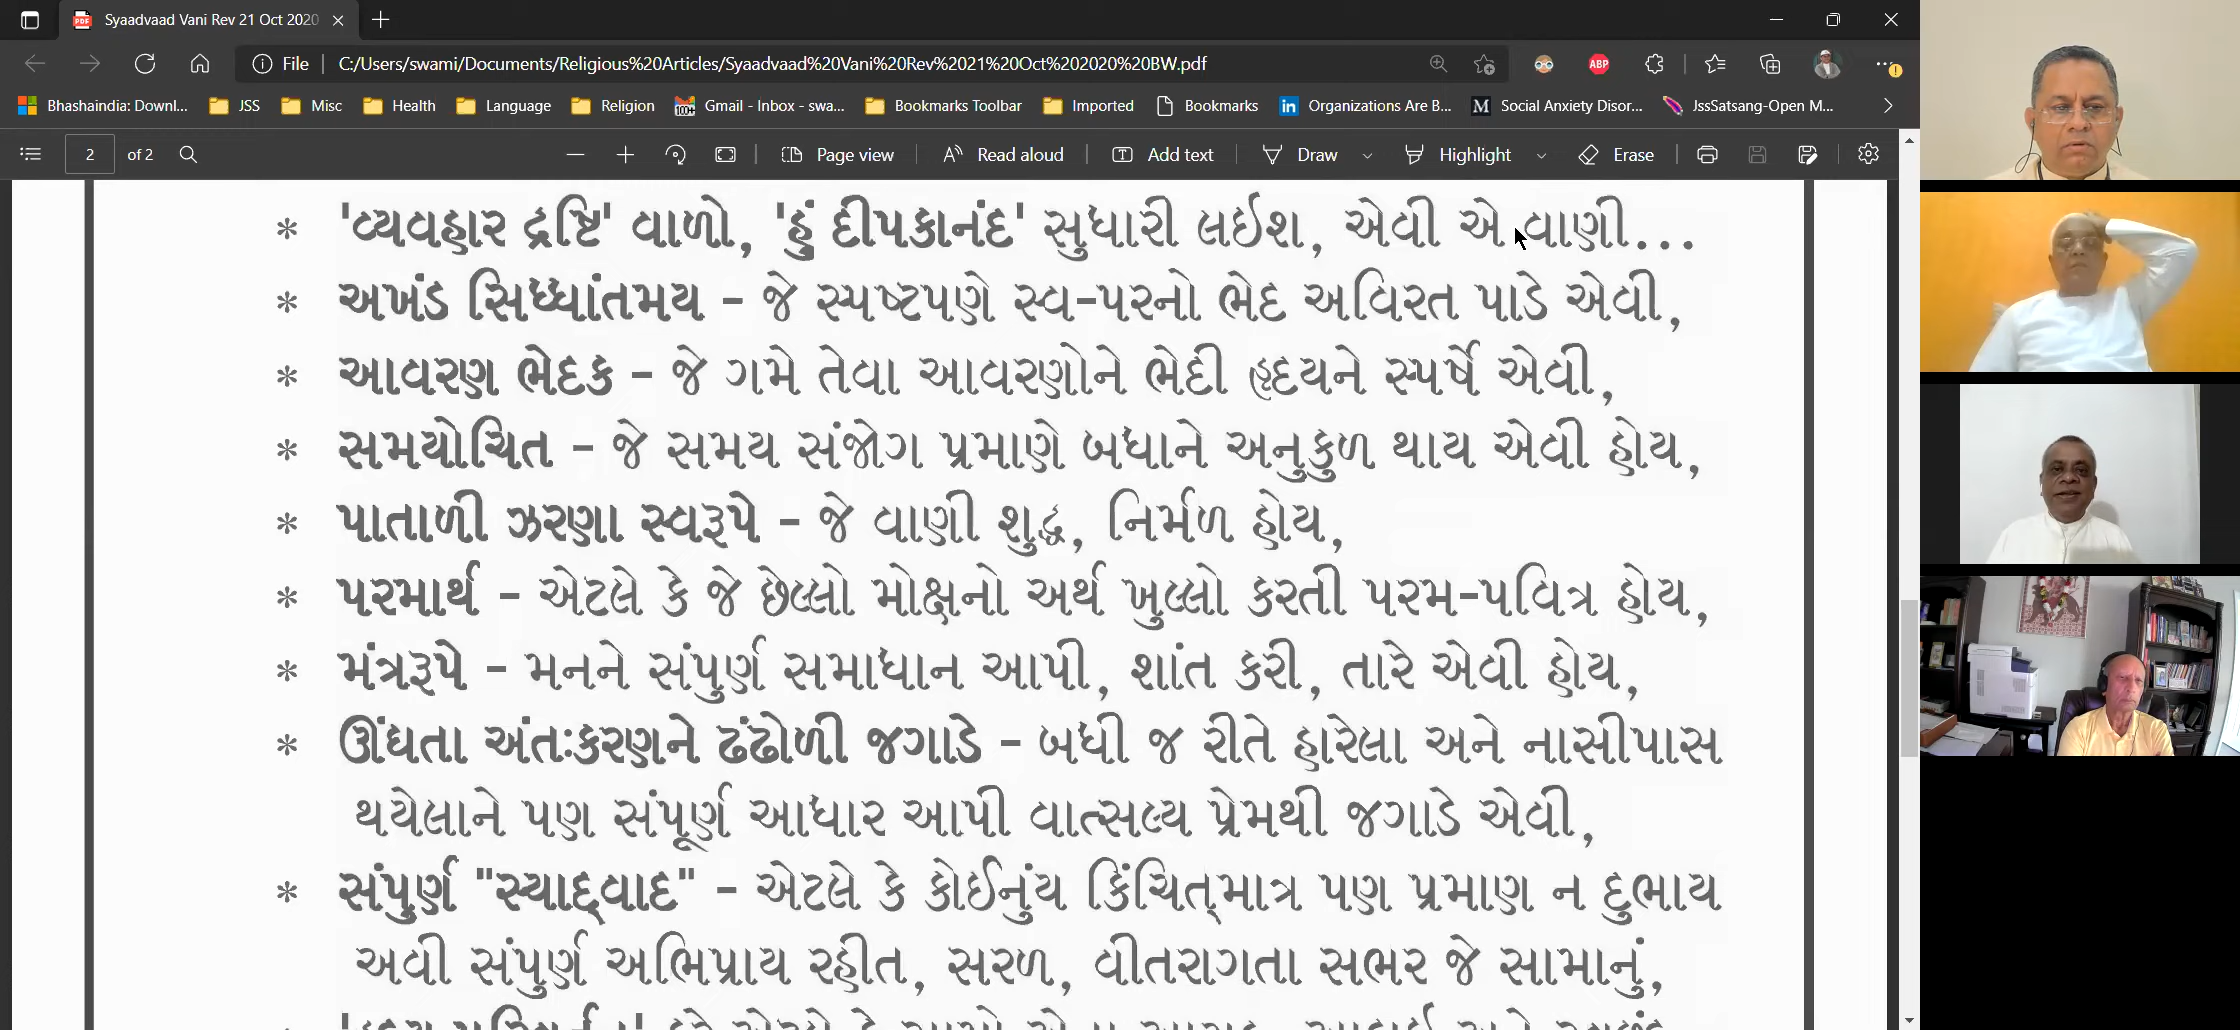 Syaadvaad Vani Rev 21 Oct 2020
File
C:/Users/swami/Documents/Religious%20Articles/Syaadvaad%20Vani%20Rev%2021%20Oct%202020%20BW.pdf
ABP
Bhashaindia: Downl...
JSS
Misc
Health
Language
Religion
100+
Gmail - Inbox - swa...
Bookmarks Toolbar
Imported
Bookmarks
in
Organizations Are B...
M
Social Anxiety Disor...
JssSatsang-Open M...
2
of 2
Page view
Read aloud
Add text
Draw
Highlight
Erase
* 'વ્યવહાર દ્રષ્ટિ' વાળો, 'હું દીપકાનંદ' સુધારી લઈશ, એવી એ વાણી...
* અખંડ સિધ્ધાંતમય - જે સ્પષ્ટપણે સ્વ-પરનો ભેદ અવિરત પાડે એવી,
* આવરણ ભેદક - જે ગમે તેવા આવરણોને ભેદી હૃદયને સ્પર્ષે એવી,
* સમયોચિત - જે સમય સંજોગ પ્રમાણે બધાને અનુકુળ થાય એવી હોય,
* પાતાળી ઝરણા સ્વરૂપે - જે વાણી શુદ્ધ, નિર્મળ હોય,
* પરમાર્થ - એટલે કે જે છેલ્લો મોક્ષનો અર્થ ખુલ્લો કરતી પરમ-પવિત્ર હોય,
* મંત્રરૂપે - મનને સંપુર્ણ સમાધાન આપી, શાંત કરી, તારે એવી હોય,
* ઊંઘતા અંતઃકરણને ઢંઢોળી જગાડે - બધી જ રીતે હારેલા અને નાસીપાસ
થયેલાને પણ સંપૂર્ણ આધાર આપી વાત્સલ્ય પ્રેમથી જગાડે એવી,
* સંપુર્ણ "સ્યાદ્વાદ" - એટલે કે કોઈનુંય કિંચિત્માત્ર પણ પ્રમાણ ન દુભાય
અવી સંપુર્ણ અભિપ્રાય રહીત, સરળ, વીતરાગતા સભર જે સામાનું,